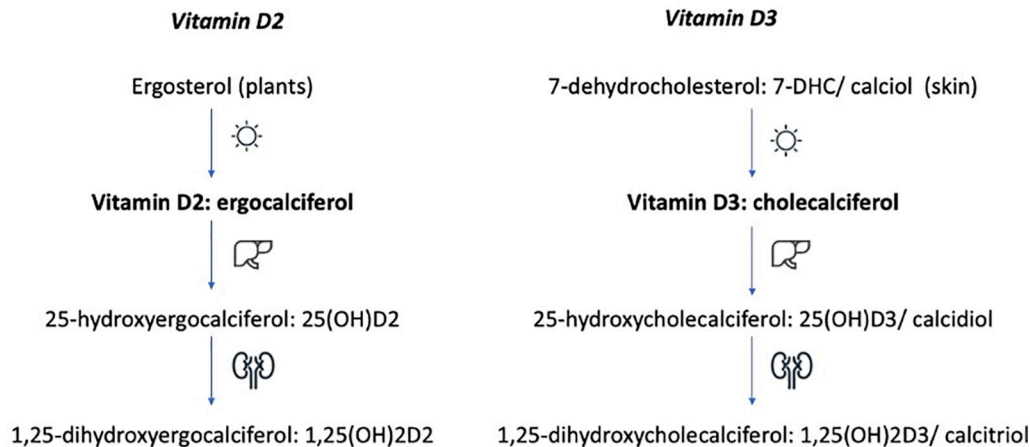 Vitamin D2
Vitamin D3
Ergosterol (plants)
7-dehydrocholesterol: 7-DHC/ calciol (skin)
Vitamin D2: ergocalciferol
Vitamin D3: cholecalciferol
25-hydroxyergocalciferol: 25(OH)D2
25-hydroxycholecalciferol: 25(OH)D3/ calcidiol
1,25-dihydroxyergocalciferol: 1,25(OH)2D2
1,25-dihydroxycholecalciferol: 1,25(OH)2D3/ calcitriol